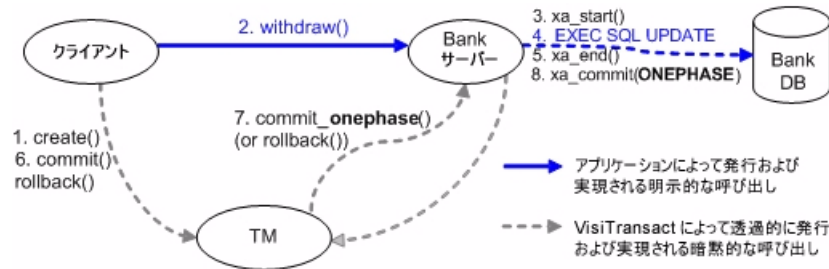 クライアント
2. withdraw()
Bank
サーバー
3. xa_start()
4. EXEC SQL UPDATE
5. xa_end()
8. xa_commit(ONEPHASE)
Bank
DB
1. create()
6. commit()
rollback()
7. commit_onephase()
(or rollback())
TM
アプリケーションによって発行および
実現される明示的な呼び出し
VisiTransact によって透過的に発行
および実現される暗黙的な呼び出し